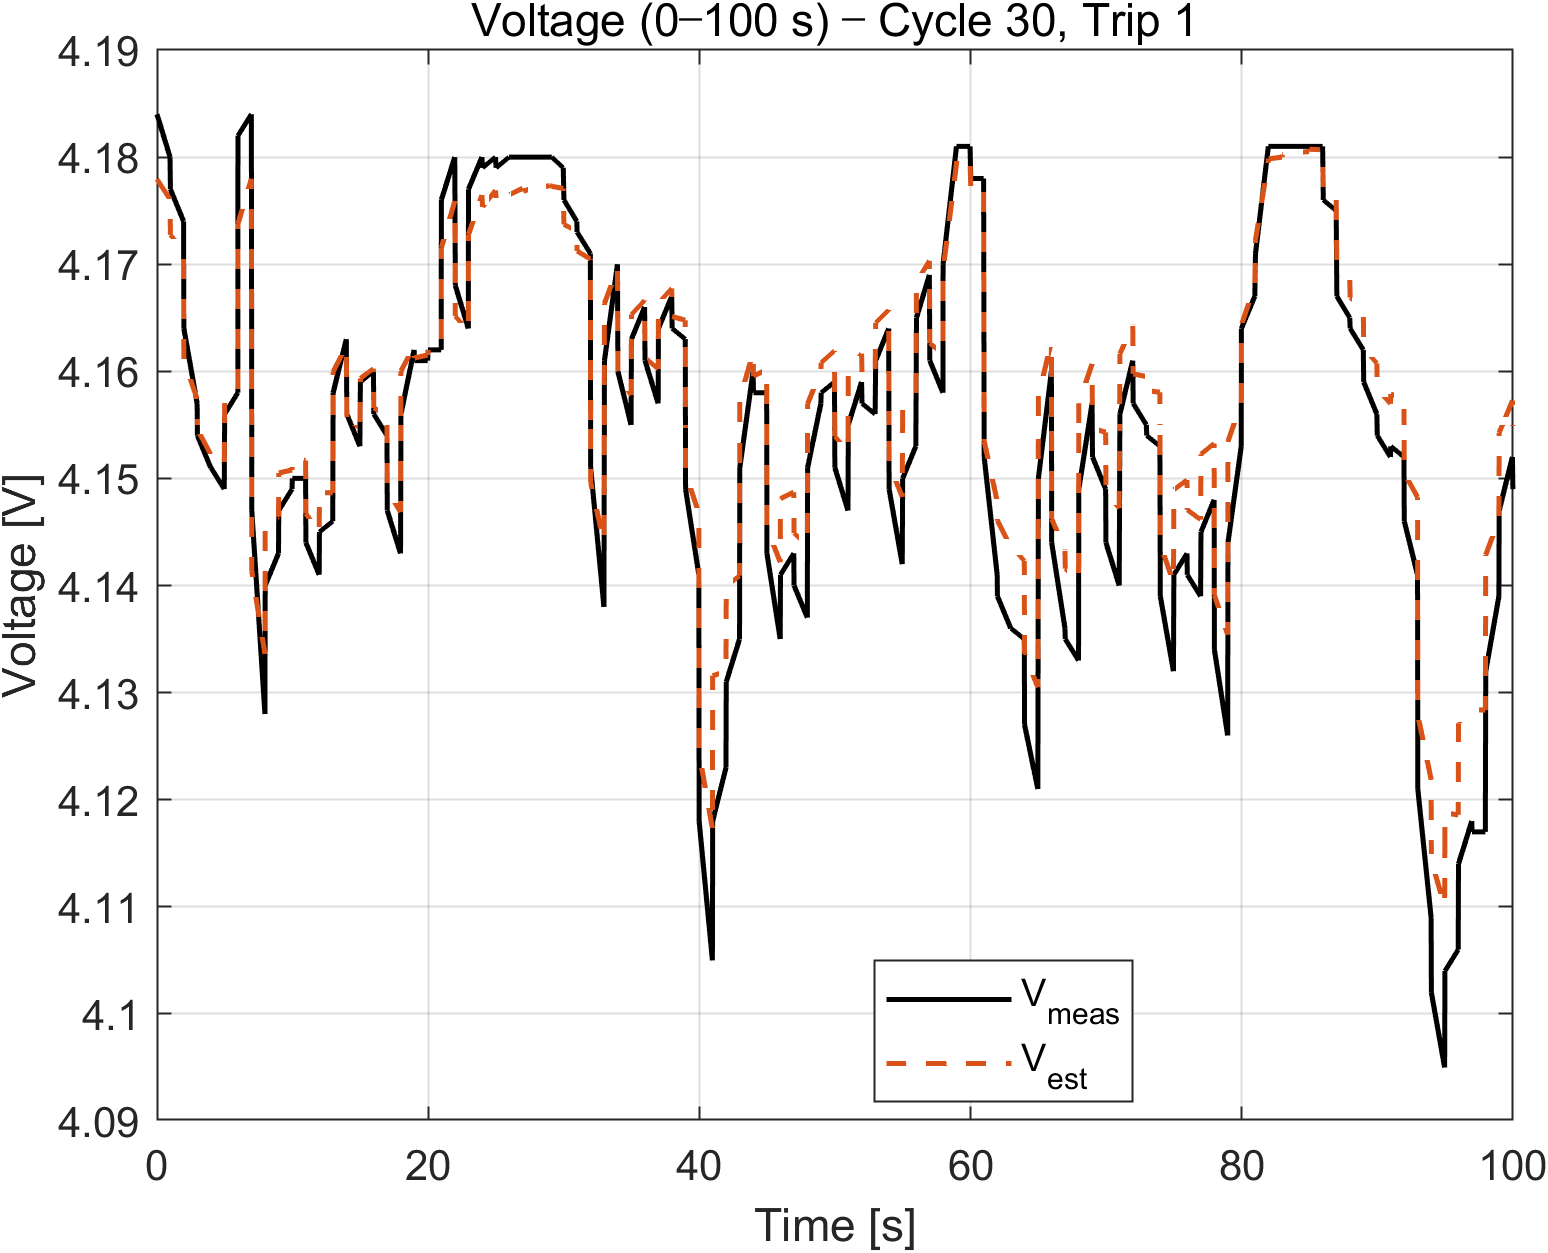 Voltage (0–100 s) – Cycle 30, Trip 1
4.19
4.18
4.17
4.16
4.15
4.14
4.13
4.12
4.11
4.1
4.09
Voltage [V]
0 20 40 60 80 100
Time [s]
V meas
V est